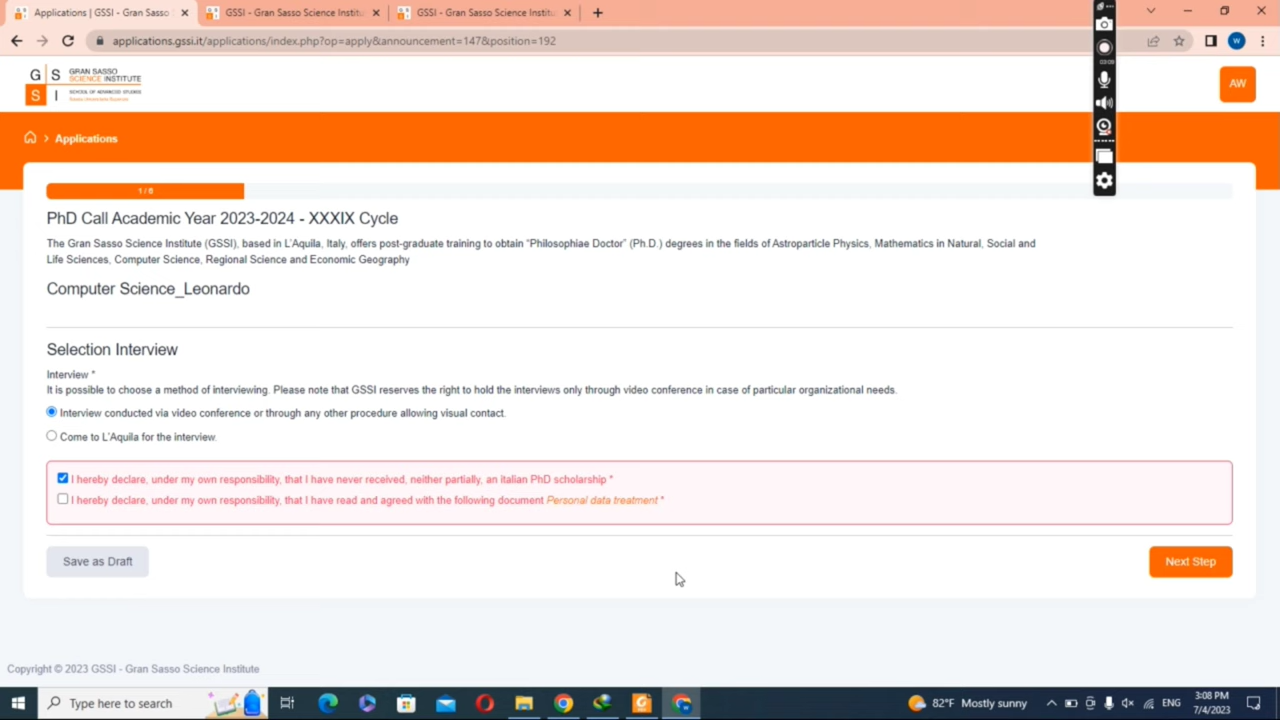 Applications | GSSI - Gran Sasso
GSSI - Gran Sasso Science Institu
GSSI - Gran Sasso Science Institu
applications.gssi.it/applications/index.php?op=apply&announcement=147&position=192
W
03:09
G S
S I
GRAN SASSO
SCIENCE INSTITUTE
SCHOOL OF ADVANCED STUDIES
Scuola Universitaria Superiore
AW
> Applications
1 / 6
PhD Call Academic Year 2023-2024 - XXXIX Cycle
The Gran Sasso Science Institute (GSSI), based in L'Aquila, Italy, offers post-graduate training to obtain “Philosophiae Doctor” (Ph.D.) degrees in the fields of Astroparticle Physics, Mathematics in Natural, Social and
Life Sciences, Computer Science, Regional Science and Economic Geography
Computer Science_Leonardo
Selection Interview
Interview *
It is possible to choose a method of interviewing. Please note that GSSI reserves the right to hold the interviews only through video conference in case of particular organizational needs.
Interview conducted via video conference or through any other procedure allowing visual contact.
Come to L'Aquila for the interview.
I hereby declare, under my own responsibility, that I have never received, neither partially, an italian PhD scholarship *
I hereby declare, under my own responsibility, that I have read and agreed with the following document Personal data treatment *
Save as Draft
Next Step
Copyright © 2023 GSSI - Gran Sasso Science Institute
Type here to search
82°F Mostly sunny
ENG
3:08 PM
7/4/2023